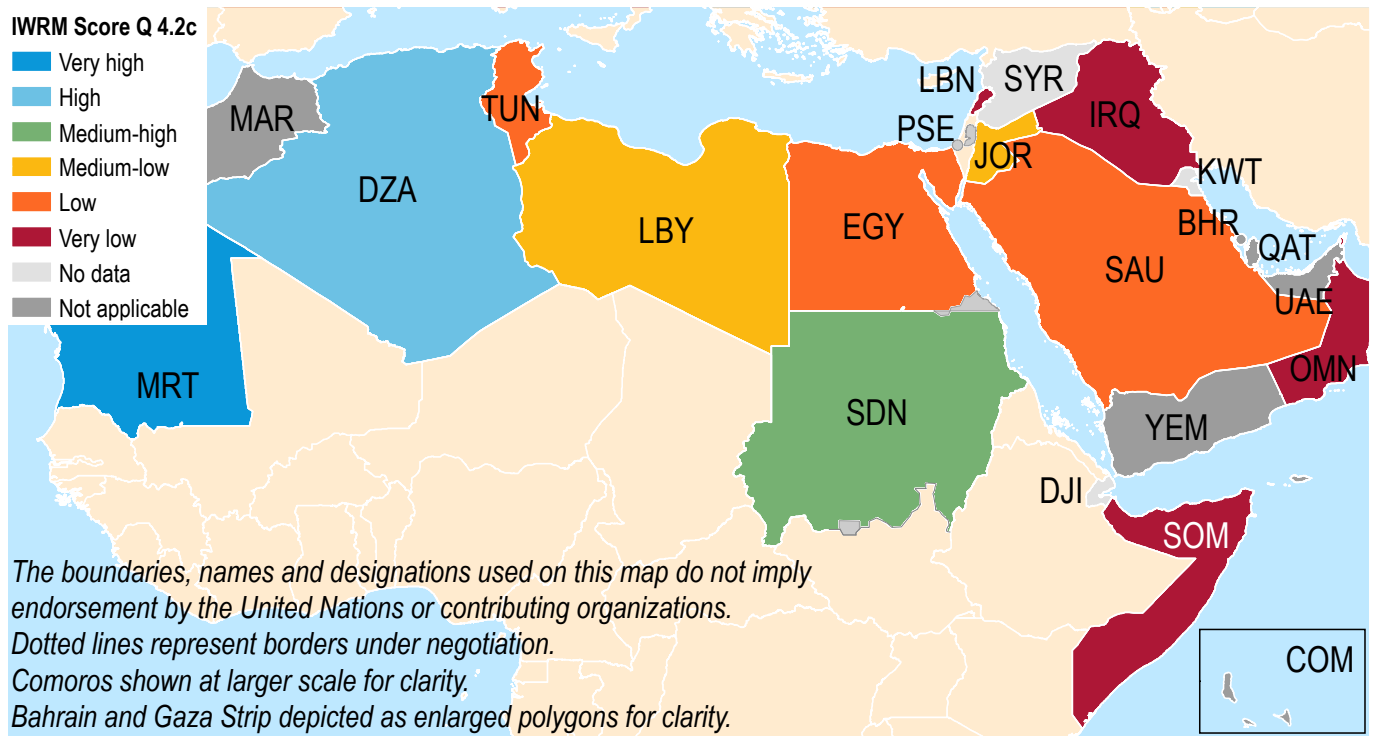 IWRM Score Q 4.2c
Very high
High
Medium-high
Medium-low
Low
Very low
No data
Not applicable
MAR
DZA
TUN
LBY
EGY
LBN
SYR
IRQ
PSE
JOR
KWT
BHR
QAT
SAU
UAE
OMN
MRT
SDN
YEM
DJI
SOM
COM
The boundaries, names and designations used on this map do not imply
endorsement by the United Nations or contributing organizations.
Dotted lines represent borders under negotiation.
Comoros shown at larger scale for clarity.
Bahrain and Gaza Strip depicted as enlarged polygons for clarity.